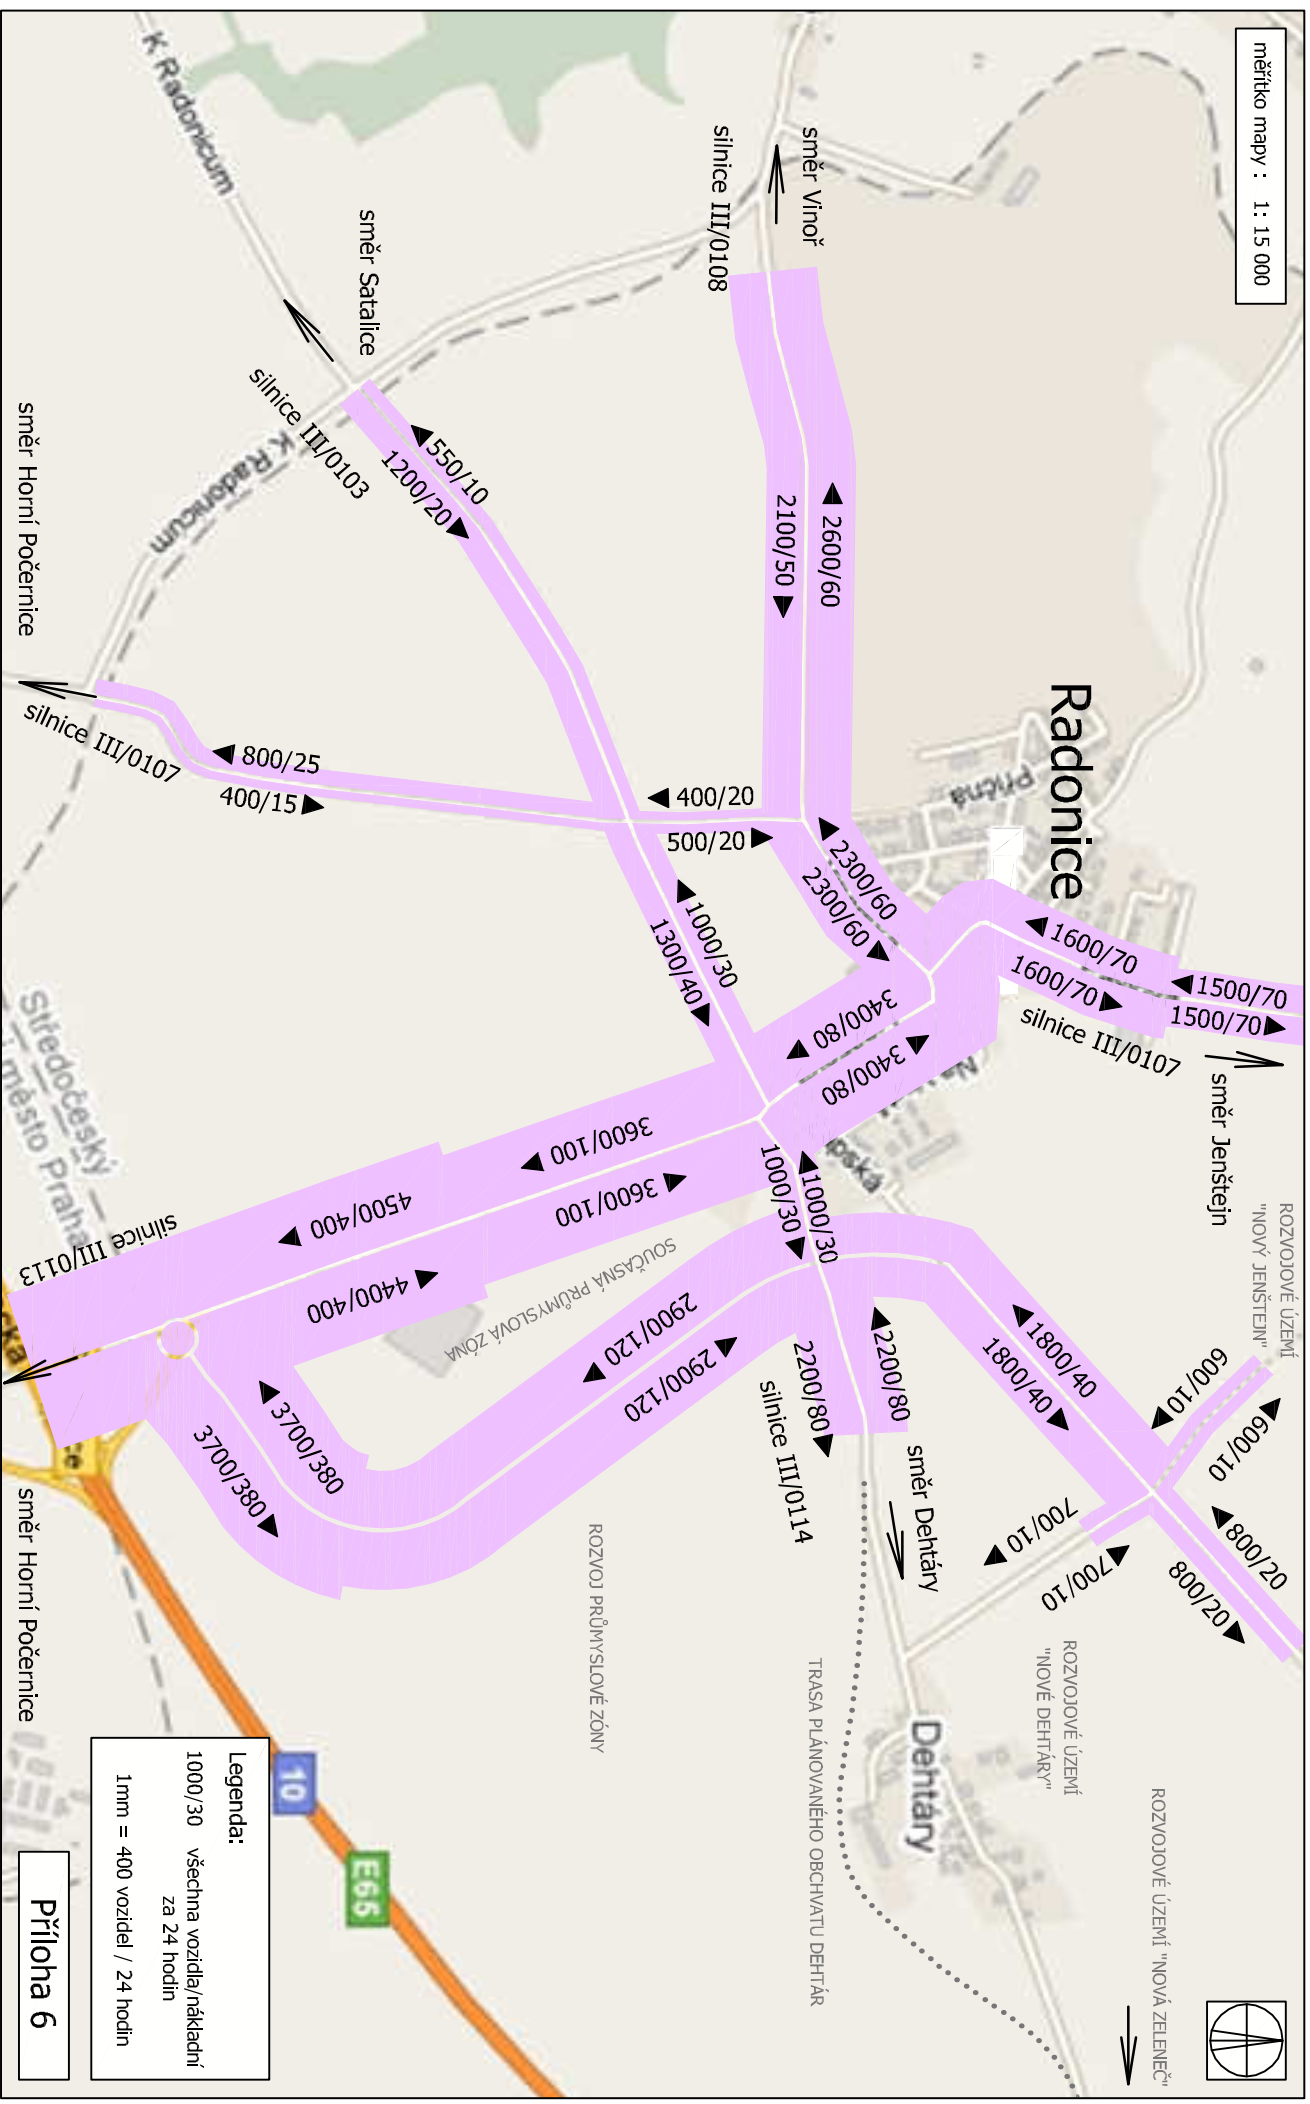 měřítko mapy :   1: 15 000
Radonice
Příčná
směr Vinoř
silnice III/0108
K Radonicum
směr Satalice
silnice III/0103
K Radonicum
směr Horní Počernice
silnice III/0107
2600/60
2100/50
550/10
1200/20
800/25
400/15
400/20
500/20
2300/60
2300/60
1000/30
1300/40
1600/70
1600/70
1500/70
1500/70
silnice III/0107
směr Jenštejn
3400/80
3400/80
3600/100
3600/100
4500/400
4400/400
silnice III/0113
Středočeský
město Praha
1000/30
1000/30
SOUČASNÁ PRŮMYSLOVÁ ZÓNA
2900/120
2900/120
2200/80
2200/80
silnice III/0114
směr Dehtáry
3700/380
3700/380
1800/40
1800/40
ROZVOJOVÉ ÚZEMÍ
"NOVÝ JENŠTEJN"
600/10
600/10
700/10
700/10
800/20
800/20
směr Horní Počernice
ROZVOJ PRŮMYSLOVÉ ZÓNY
ROZVOJOVÉ ÚZEMÍ
"NOVÉ DEHTÁRY"
TRASA PLÁNOVANÉHO OBCHVATU DEHTÁR
Dehtáry
ROZVOJOVÉ ÚZEMÍ "NOVÁ ZELENEČ"
10
E65
Legenda:
1000/30   všechna vozidla/nákladní
za 24 hodin
1mm = 400 vozidel / 24 hodin
Příloha 6